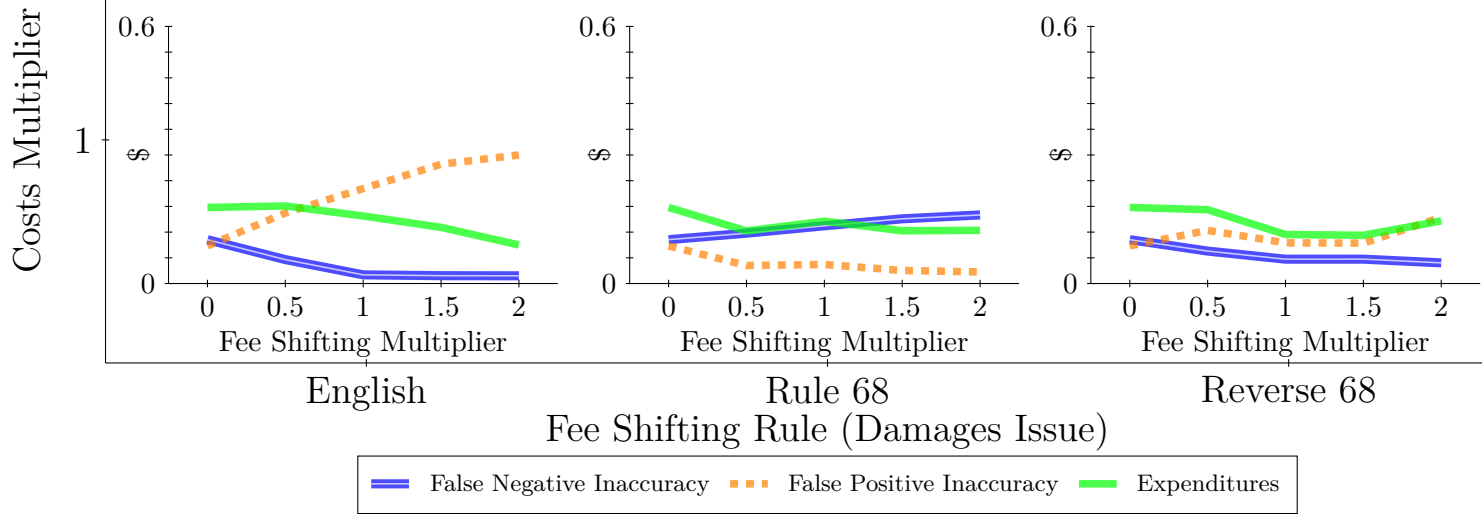 Costs Multiplier
1
0.6
$
0
0 0.5 1 1.5 2
Fee Shifting Multiplier
English
0.6
$
0
0 0.5 1 1.5 2
Fee Shifting Multiplier
Rule 68
0.6
$
0
0 0.5 1 1.5 2
Fee Shifting Multiplier
Reverse 68
Fee Shifting Rule (Damages Issue)
False Negative Inaccuracy False Positive Inaccuracy Expenditures